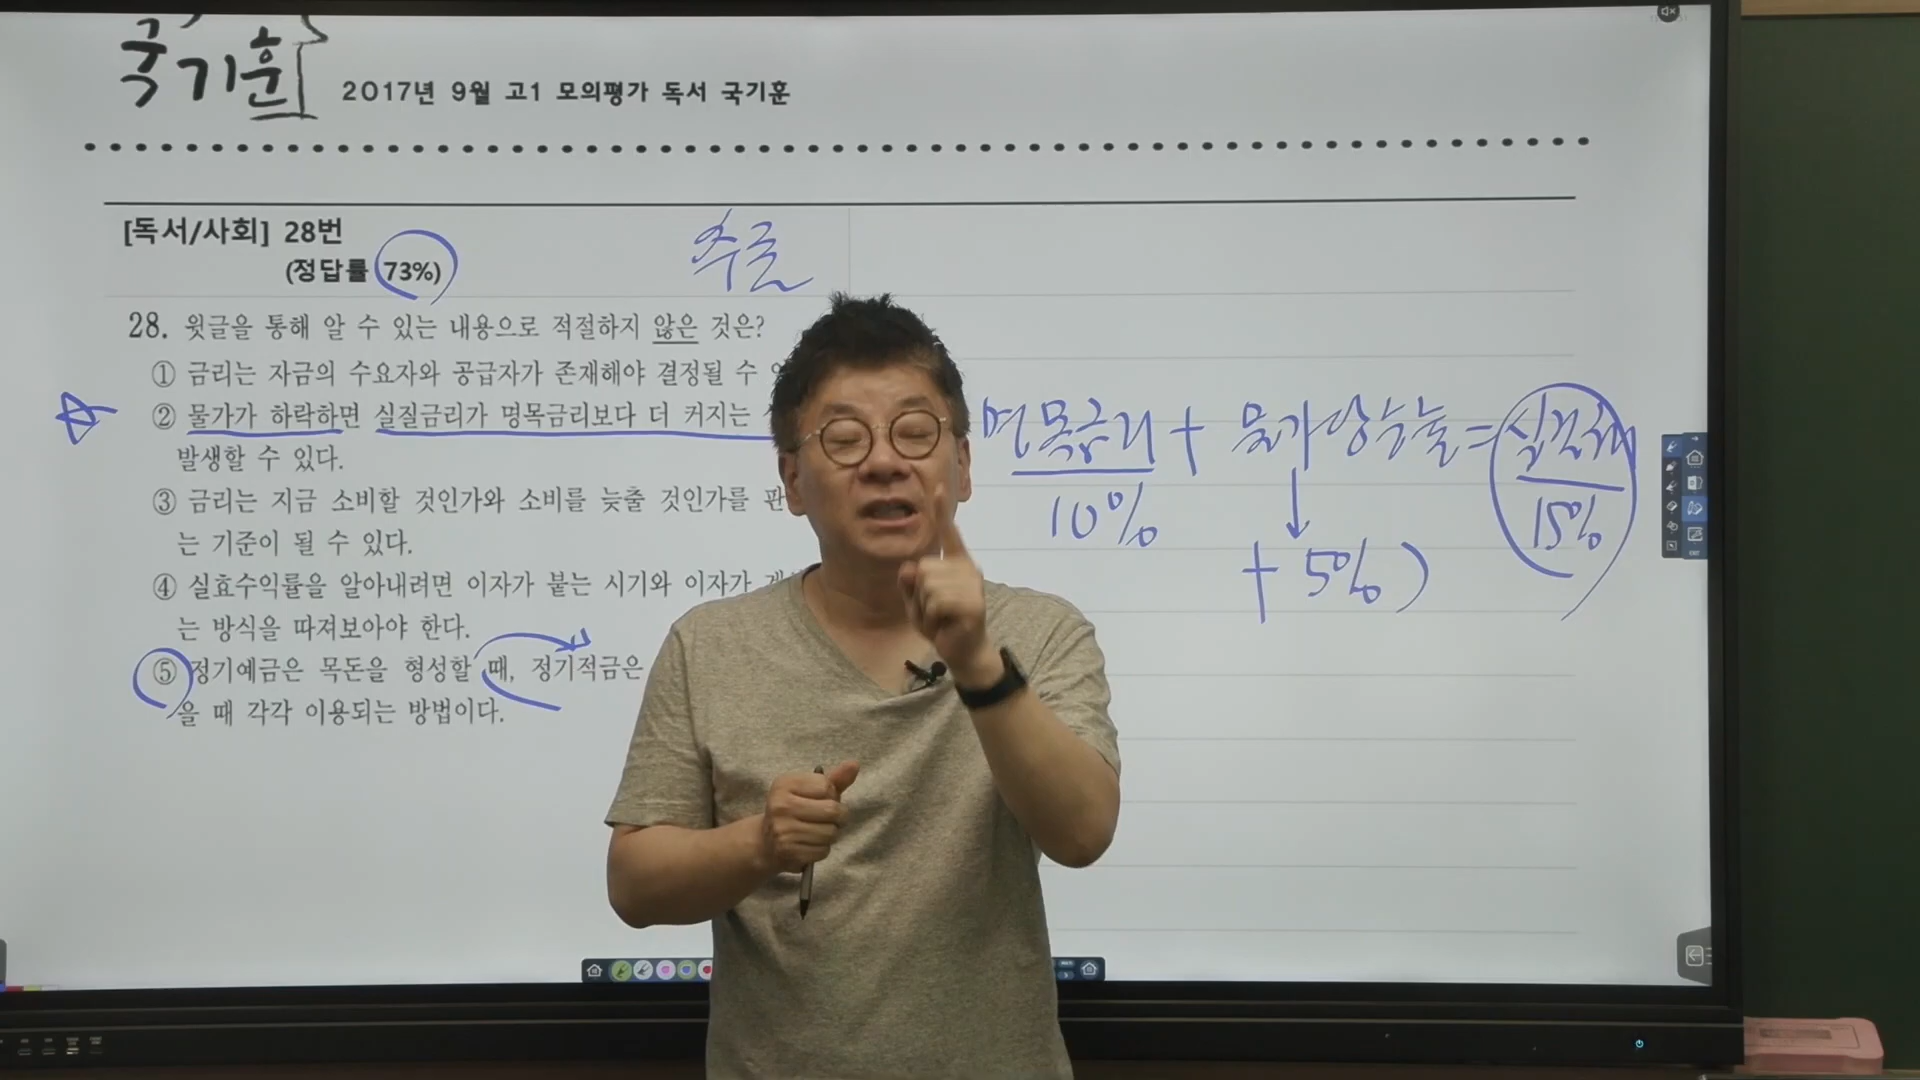 국기훈
2017년 9월 고1 모의평가 독서 국기훈
[독서/사회] 28번
(정답률 73%)
추론
28. 윗글을 통해 알 수 있는 내용으로 적절하지 않은 것은?
① 금리는 자금의 수요자와 공급자가 존재해야 결정될 수
② 물가가 하락하면 실질금리가 명목금리보다 더 커지는
발생할 수 있다.
③ 금리는 지금 소비할 것인가와 소비를 늦출 것인가를 판
는 기준이 될 수 있다.
④ 실효수익률을 알아내려면 이자가 붙는 시기와 이자가
는 방식을 따져보아야 한다.
⑤ 정기예금은 목돈을 형성할 때, 정기적금은
을 때 각각 이용되는 방법이다.
명목금리 + 물가상승률 =
10% + 5%) 15%